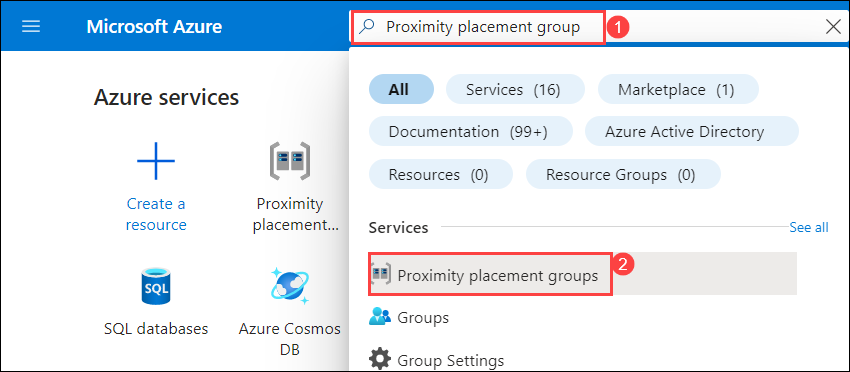 Microsoft Azure
Proximity placement group
1
All
Services (16)
Marketplace (1)
Documentation (99+)
Azure Active Directory
Resources (0)
Resource Groups (0)
Azure services
Create a
resource
Proximity
placement...
SQL
SQL databases
Azure Cosmos
DB
Services
See all
Proximity placement groups
2
Groups
Group Settings